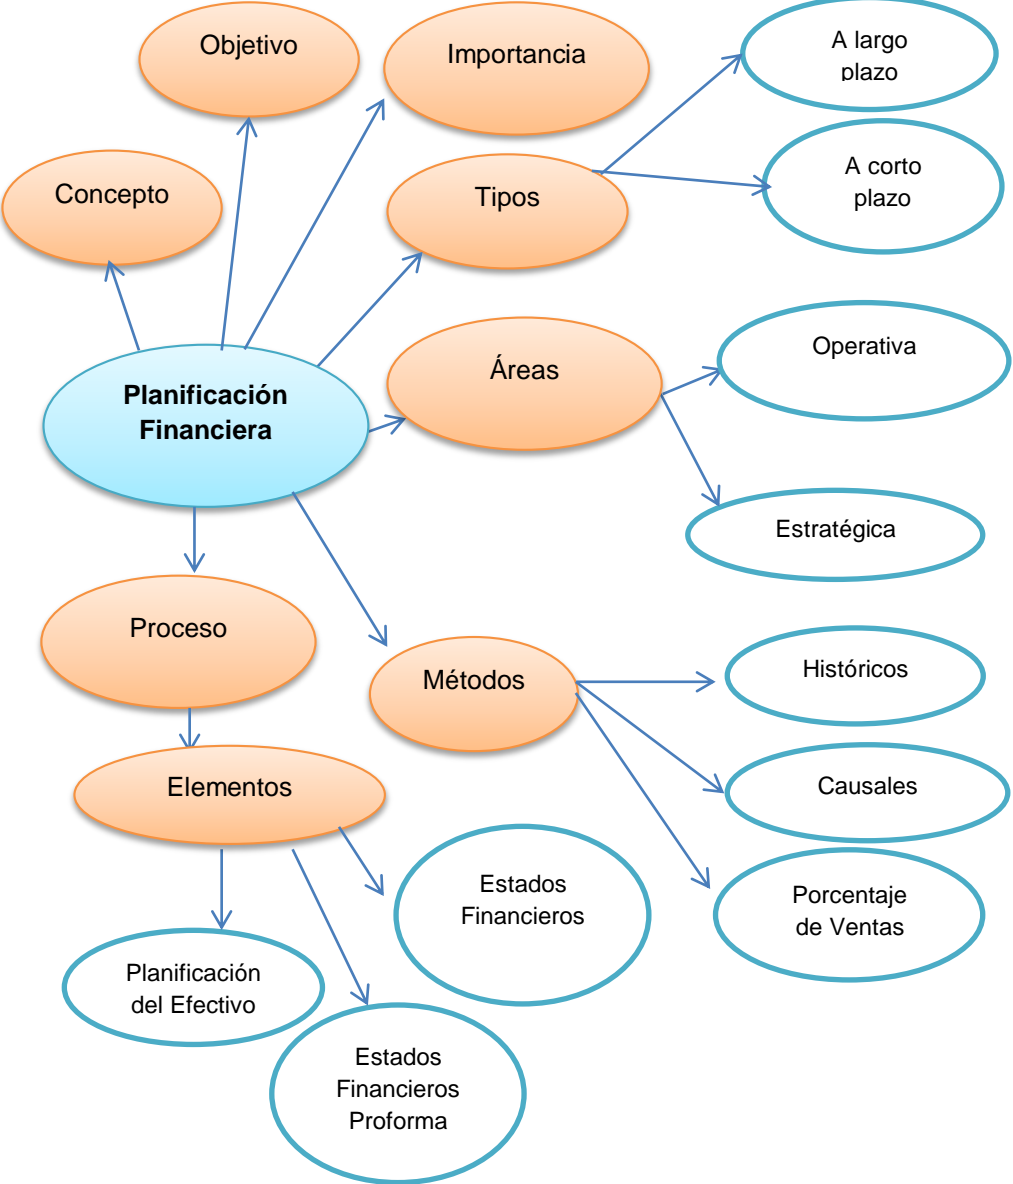 Objetivo
Importancia
A largo
plazo
Concepto
Tipos
A corto
plazo
Planificación
Financiera
Áreas
Operativa
Estratégica
Proceso
Métodos
Históricos
Elementos
Causales
Estados
Financieros
Porcentaje
de Ventas
Planificación
del Efectivo
Estados
Financieros
Proforma